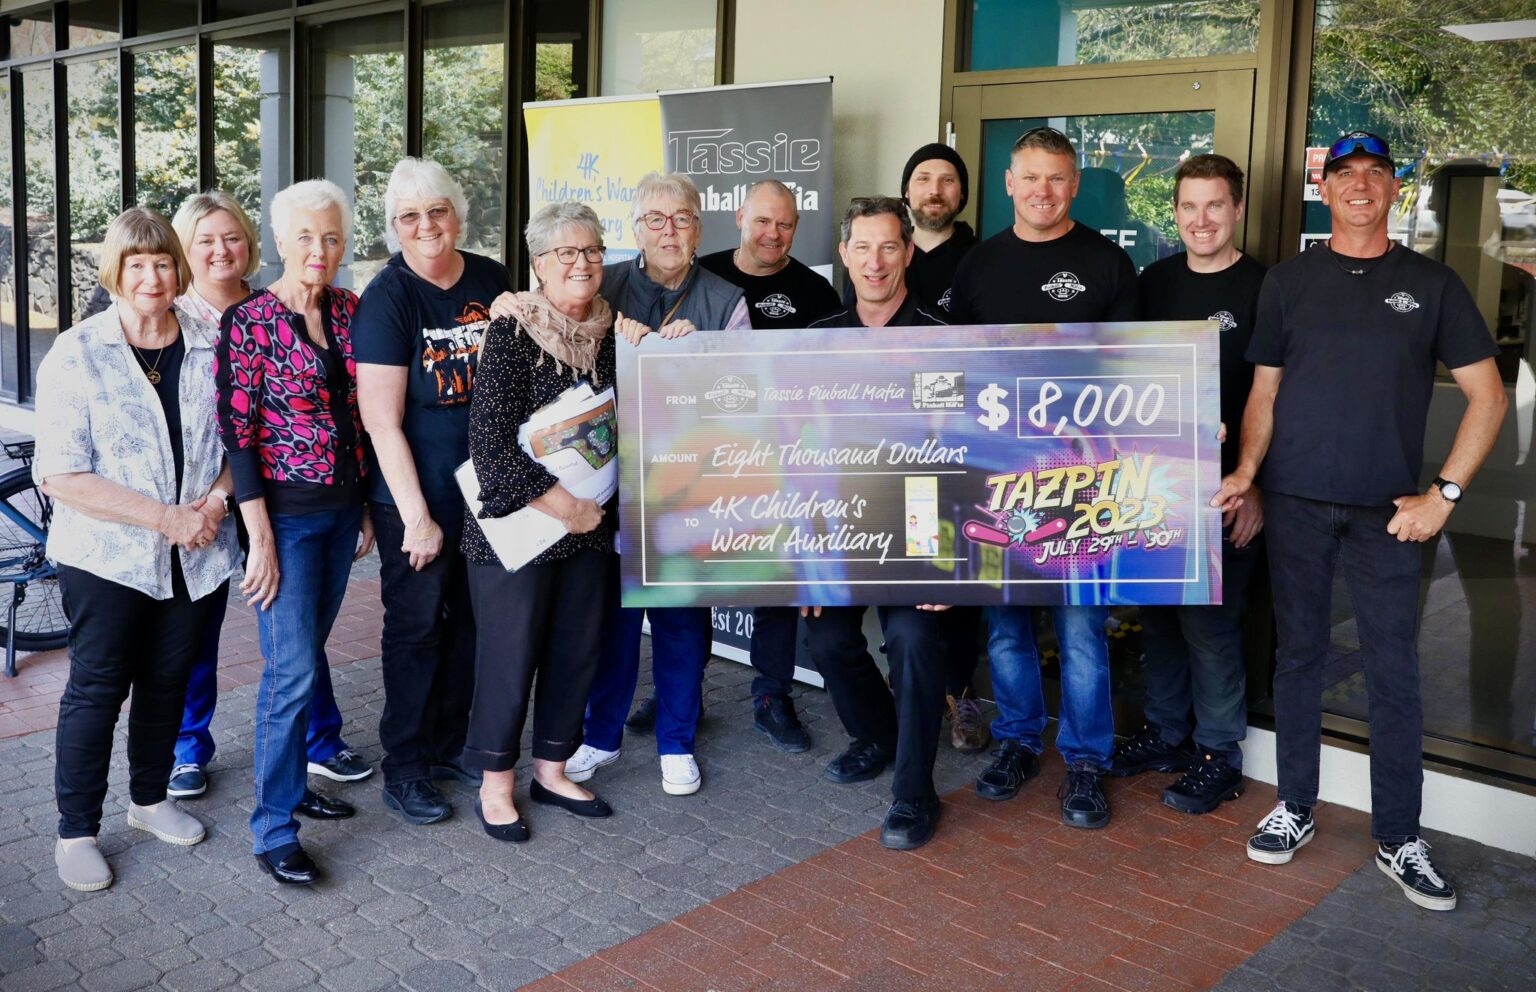 4K
Children's Ward
Tassie
FROM
Tassie Pinball Mafia
$ 8,000
AMOUNT
Eight Thousand Dollars
TO
4K Children's
Ward Auxiliary
TAZPIN
2023
JULY 29TH - 30TH